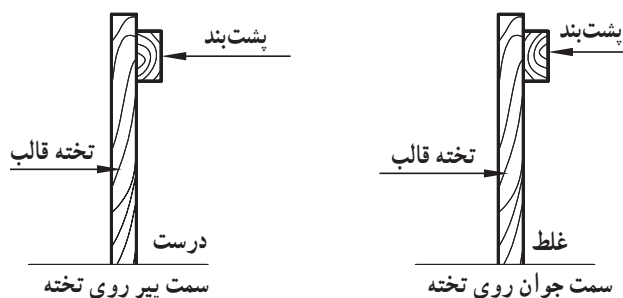 پشت‌بند
تخته قالب
غلط
سمت جوان روی تخته
پشت‌بند
تخته قالب
درست
سمت پیر روی تخته